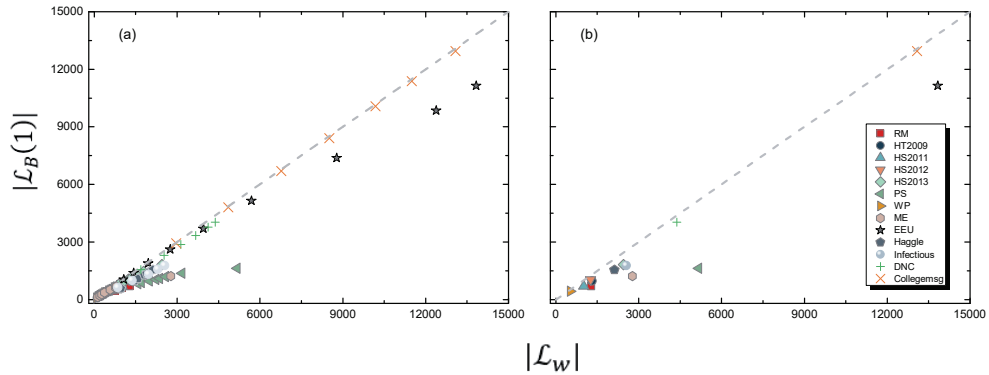 15000
12000
9000
6000
3000
0
(a)
(b)
RM
HT2009
HS2011
HS2012
HS2013
PS
WP
ME
EEU
Haggle
Infectious
DNC
Collegemsg
0 3000 6000 9000 12000 15000
0 3000 6000 9000 12000 15000
|ℒ_B(1)|
|ℒ_w|